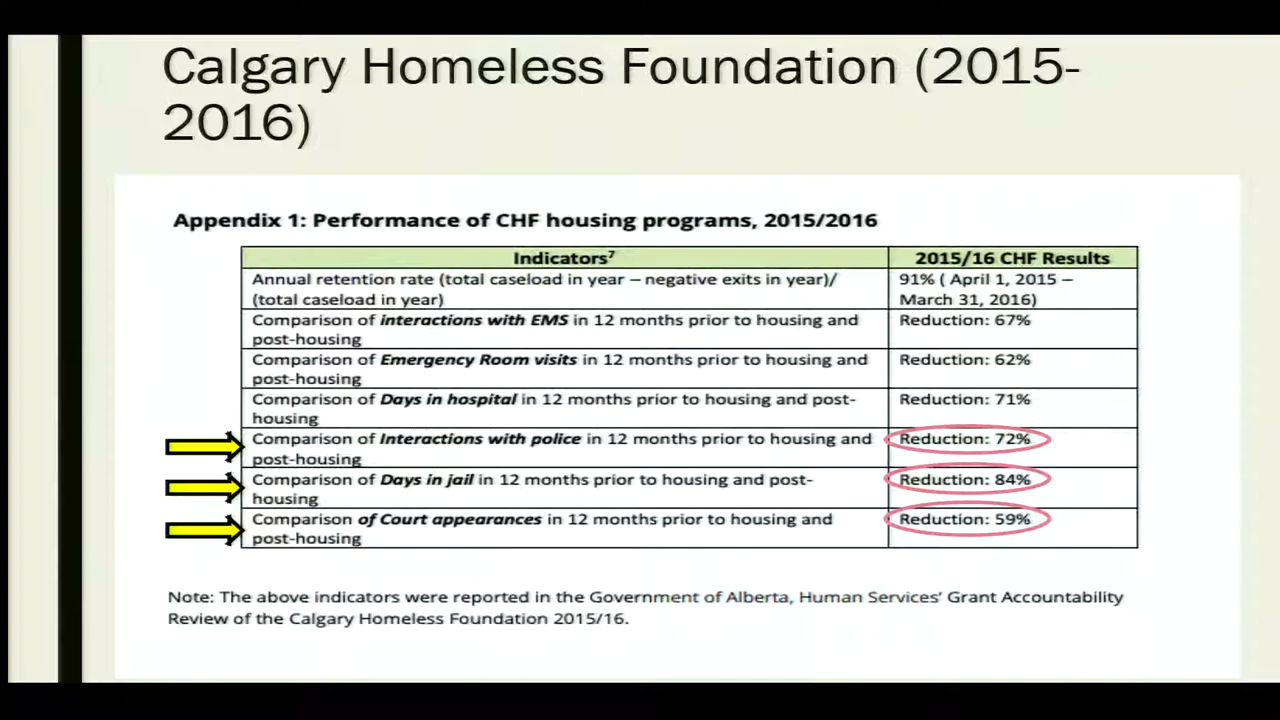 Calgary Homeless Foundation (2015-
2016)
Appendix 1: Performance of CHF housing programs, 2015/2016
Indicators⁷
2015/16 CHF Results
Annual retention rate (total caseload in year – negative exits in year)/
(total caseload in year)
91% ( April 1, 2015 –
March 31, 2016)
Comparison of interactions with EMS in 12 months prior to housing and
post-housing
Reduction: 67%
Comparison of Emergency Room visits in 12 months prior to housing and
post-housing
Reduction: 62%
Comparison of Days in hospital in 12 months prior to housing and post-
housing
Reduction: 71%
Comparison of Interactions with police in 12 months prior to housing and
post-housing
Reduction: 72%
Comparison of Days in jail in 12 months prior to housing and post-
housing
Reduction: 84%
Comparison of Court appearances in 12 months prior to housing and
post-housing
Reduction: 59%
Note: The above indicators were reported in the Government of Alberta, Human Services’ Grant Accountability
Review of the Calgary Homeless Foundation 2015/16.